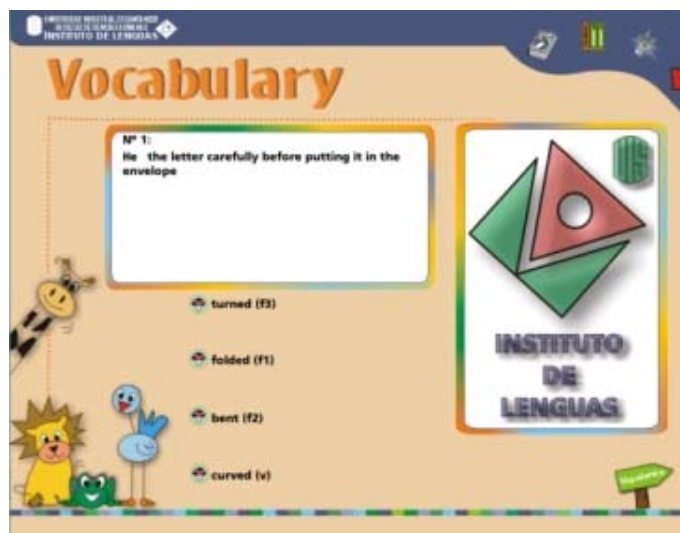 INSTITUTO DE LENGUAS
Vocabulary
Nº 1:
He the letter carefully before putting it in the
envelope
turned (f3)
folded (f1)
bent (f2)
curved (v)
UIS
INSTITUTO
DE
LENGUAS